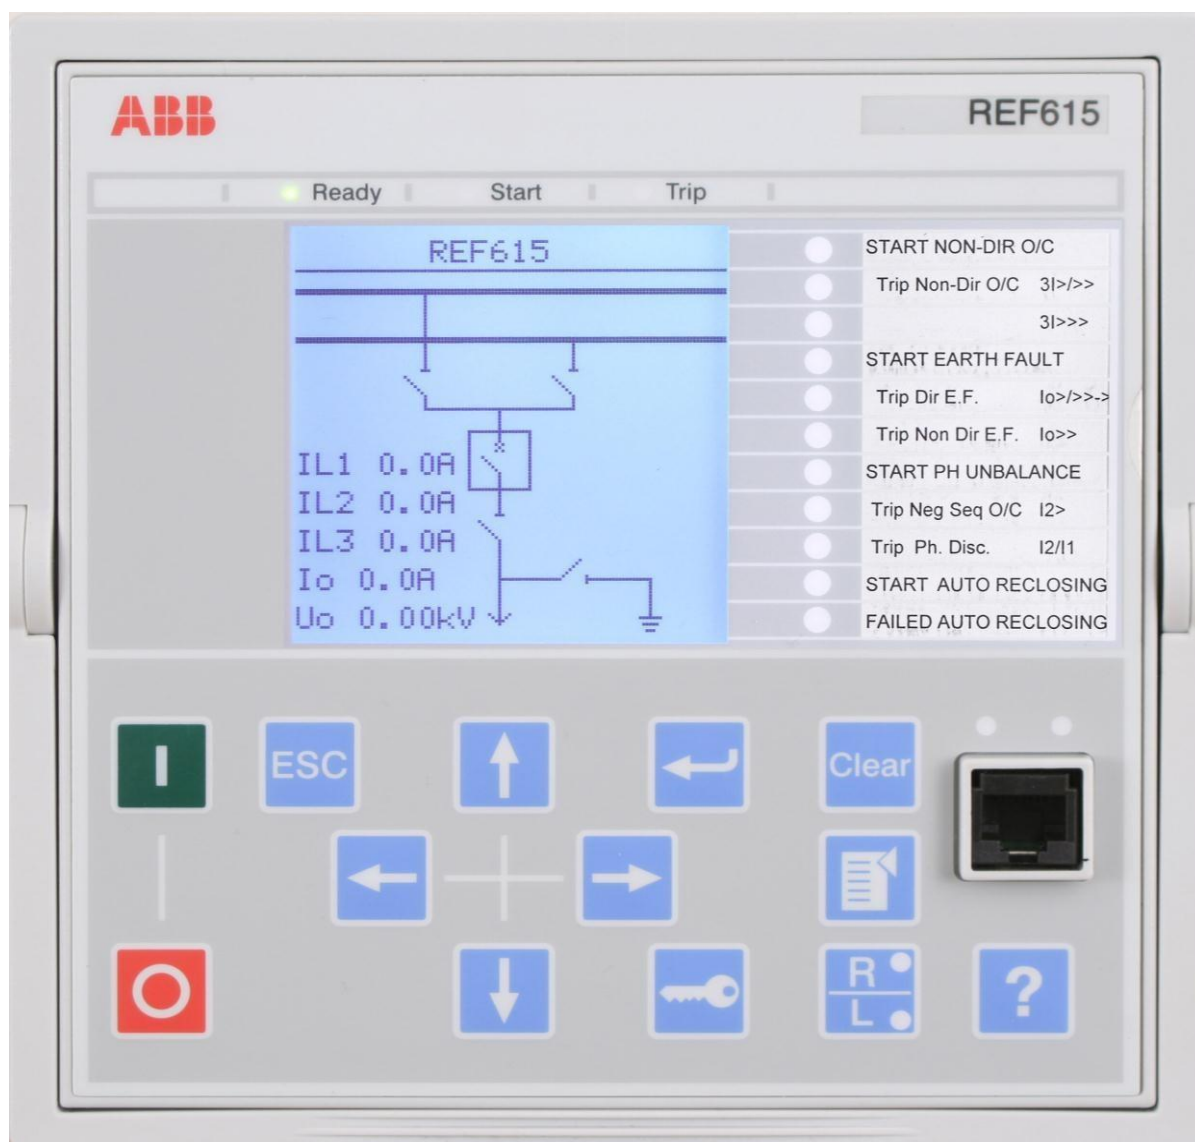 ABB
REF615
Ready Start Trip
REF615
IL1 0.0A
IL2 0.0A
IL3 0.0A
Io 0.0A
Uo 0.00kV
START NON-DIR O/C
Trip Non-Dir O/C 3I>/>>
3I>>>
START EARTH FAULT
Trip Dir E.F. Io>/>>->
Trip Non Dir E.F. Io>>
START PH UNBALANCE
Trip Neg Seq O/C I2>
Trip Ph. Disc. I2/I1
START AUTO RECLOSING
FAILED AUTO RECLOSING
I
ESC
Clear
O
R
L
?